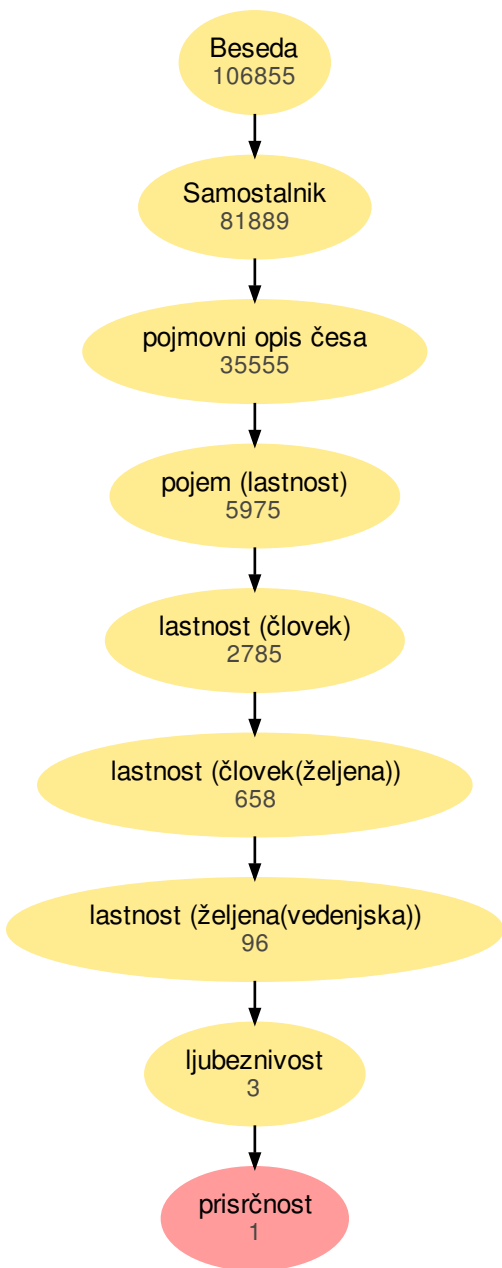 Beseda
106855
Samostalnik
81889
pojmovni opis česa
35555
pojem (lastnost)
5975
lastnost (človek)
2785
lastnost (človek(željena))
658
lastnost (željena(vedenjska))
96
ljubeznivost
3
prisrčnost
1